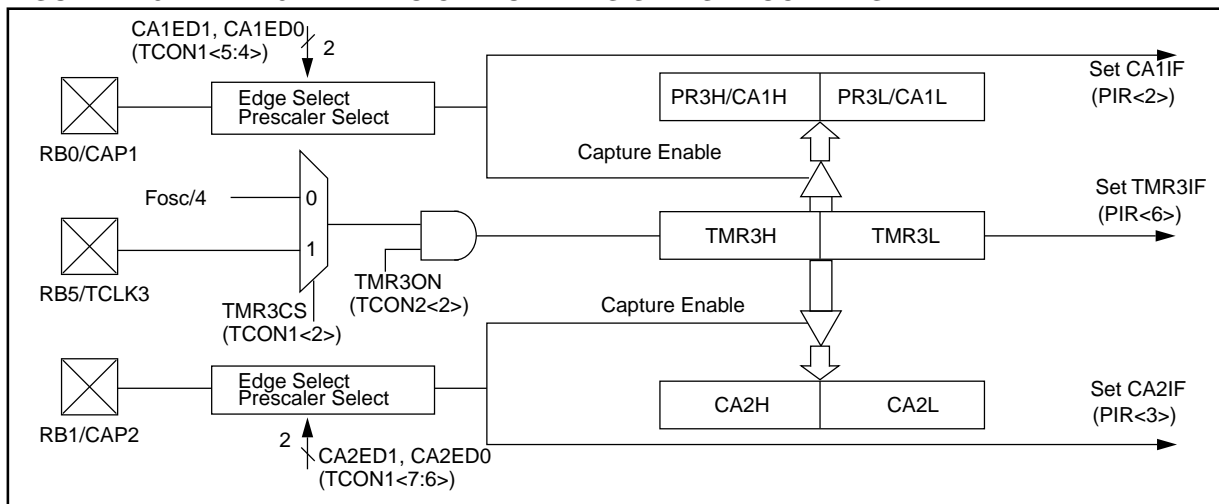 CA1ED1, CA1ED0
(TCON1<5:4>)
2
Set CA1IF
(PIR<2>)
Edge Select
Prescaler Select
PR3H/CA1H
PR3L/CA1L
RB0/CAP1
Capture Enable
Fosc/4
0
1
Set TMR3IF
(PIR<6>)
TMR3H
TMR3L
RB5/TCLK3
TMR3ON
(TCON2<2>)
TMR3CS
(TCON1<2>)
Capture Enable
Edge Select
Prescaler Select
CA2H
CA2L
Set CA2IF
(PIR<3>)
RB1/CAP2
2
CA2ED1, CA2ED0
(TCON1<7:6>)